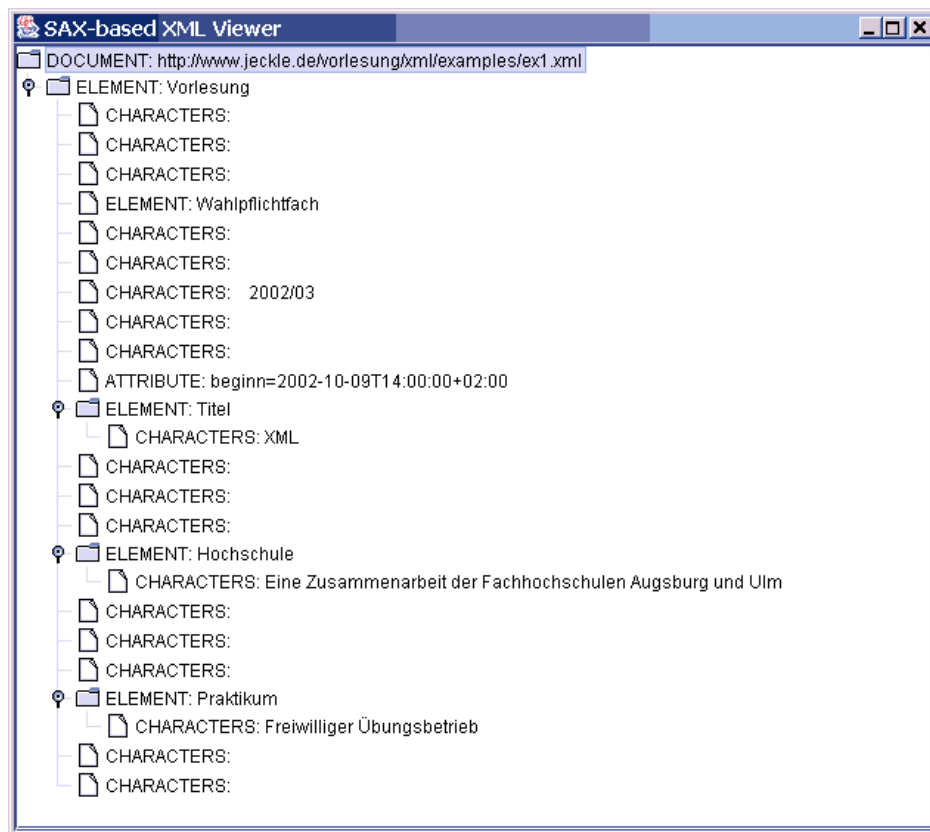 SAX-based XML Viewer
DOCUMENT: http://www.jeckle.de/vorlesung/xml/examples/ex1.xml
ELEMENT: Vorlesung
CHARACTERS:
CHARACTERS:
CHARACTERS:
ELEMENT: Wahlpflichtfach
CHARACTERS:
CHARACTERS:
CHARACTERS: 2002/03
CHARACTERS:
CHARACTERS:
ATTRIBUTE: beginn=2002-10-09T14:00:00+02:00
ELEMENT: Titel
CHARACTERS: XML
CHARACTERS:
CHARACTERS:
CHARACTERS:
ELEMENT: Hochschule
CHARACTERS: Eine Zusammenarbeit der Fachhochschulen Augsburg und Ulm
CHARACTERS:
CHARACTERS:
CHARACTERS:
ELEMENT: Praktikum
CHARACTERS: Freiwilliger Übungsbetrieb
CHARACTERS:
CHARACTERS: